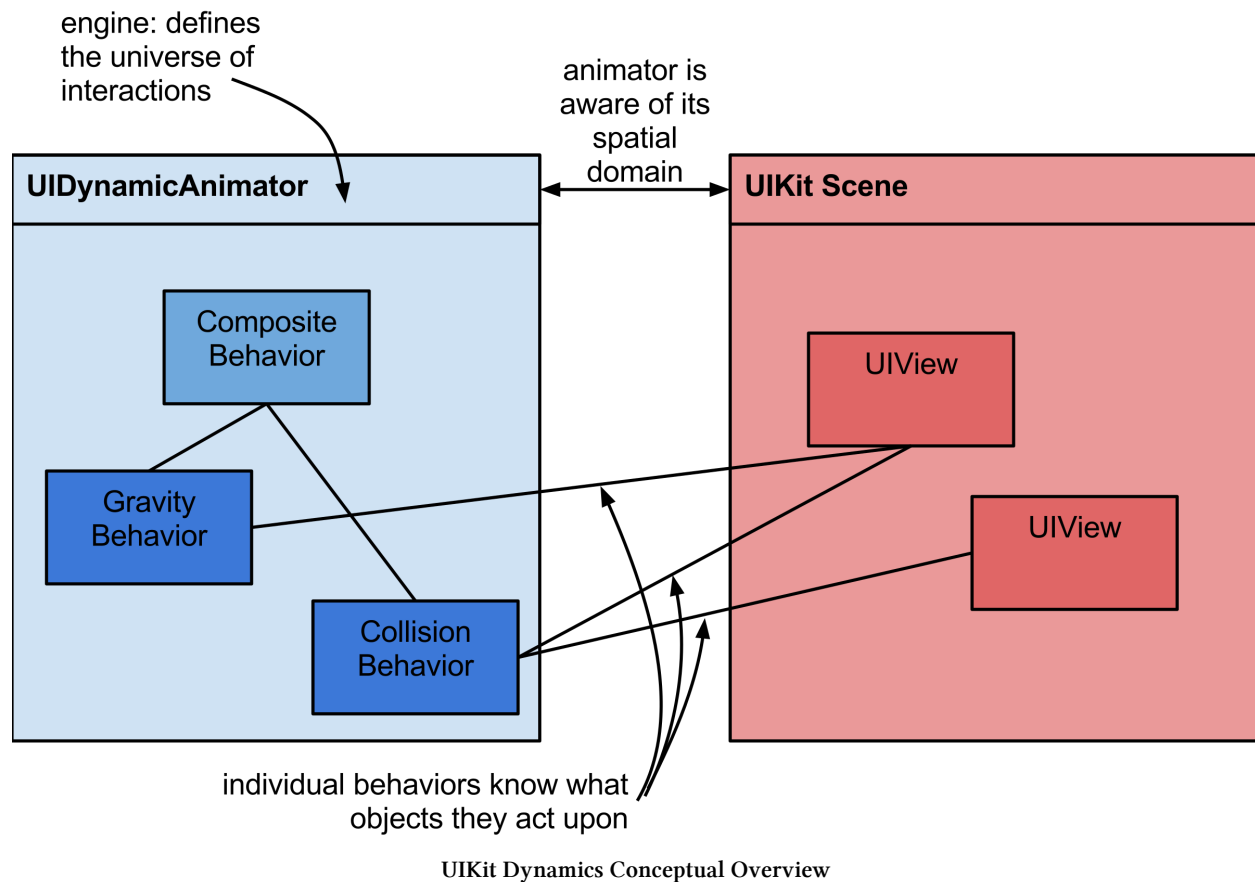 engine: defines
the universe of
interactions
animator is
aware of its
spatial
domain
UIDynamicAnimator
UIKit Scene
Composite
Behavior
Gravity
Behavior
Collision
Behavior
UIView
UIView
individual behaviors know what
objects they act upon
UIKit Dynamics Conceptual Overview